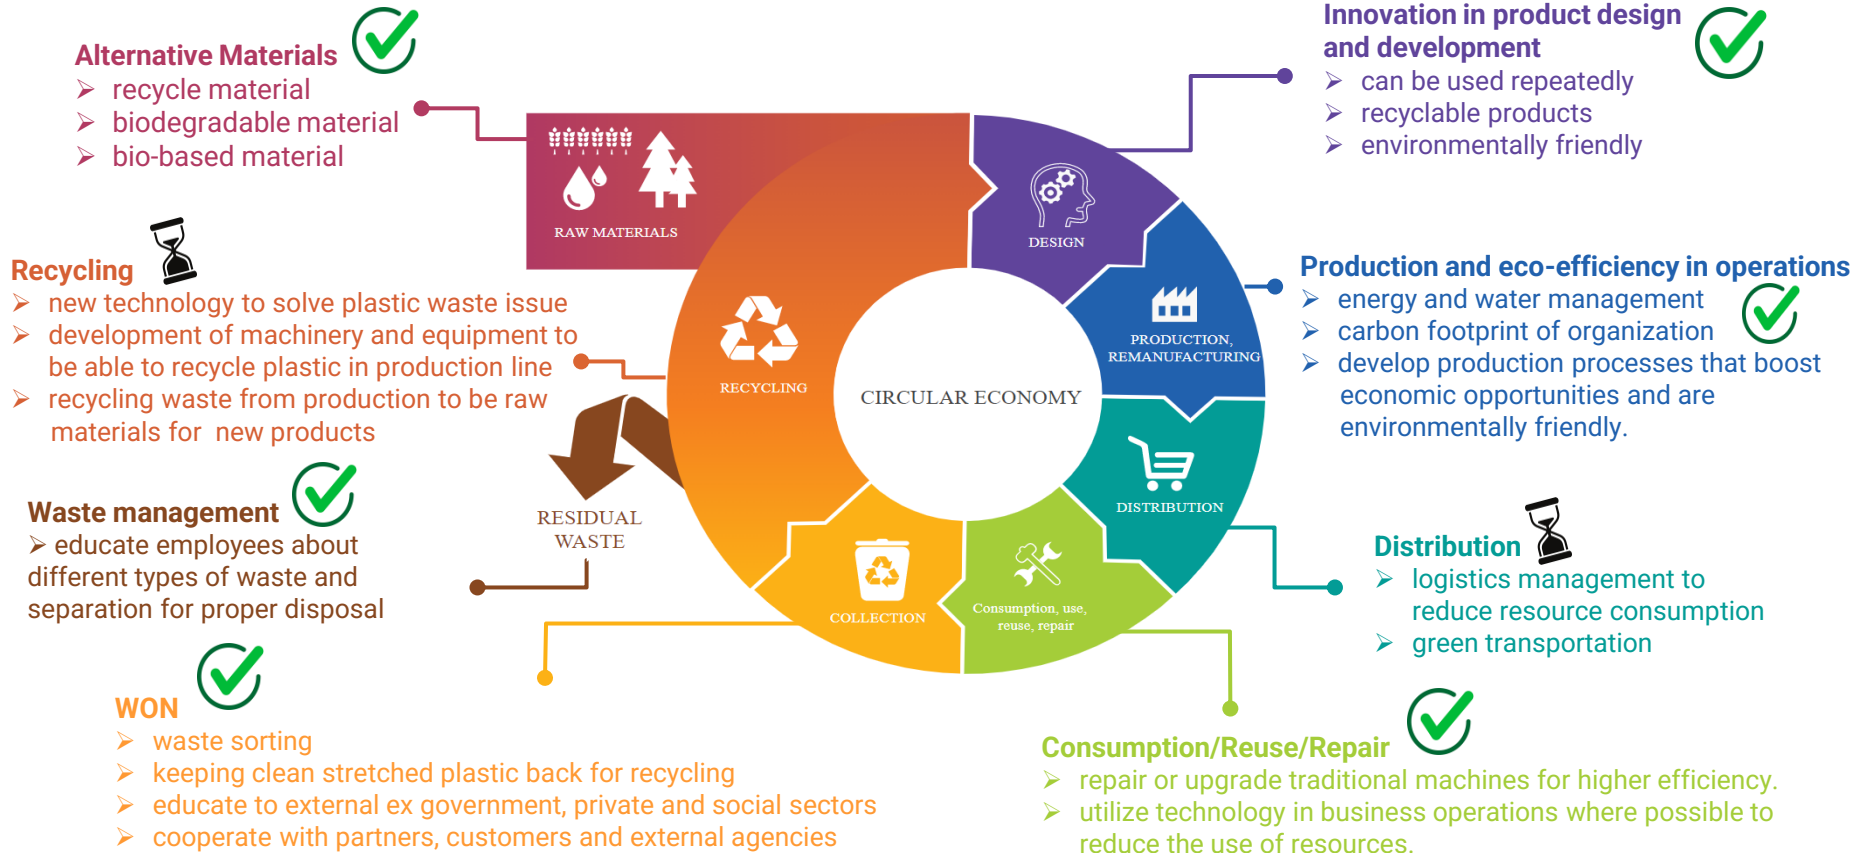 Alternative Materials
➢ recycle material
➢ biodegradable material
➢ bio-based material
Innovation in product design
and development
➢ can be used repeatedly
➢ recyclable products
➢ environmentally friendly
RAW MATERIALS
DESIGN
Recycling
➢ new technology to solve plastic waste issue
➢ development of machinery and equipment to
be able to recycle plastic in production line
➢ recycling waste from production to be raw
materials for new products
Production and eco-efficiency in operations
➢ energy and water management
➢ carbon footprint of organization
➢ develop production processes that boost
economic opportunities and are
environmentally friendly.
PRODUCTION,
REMANUFACTURING
RECYCLING
CIRCULAR ECONOMY
DISTRIBUTION
RESIDUAL
WASTE
Waste management
➢ educate employees about
different types of waste and
separation for proper disposal
Distribution
➢ logistics management to
reduce resource consumption
➢ green transportation
COLLECTION
Consumption, use,
reuse, repair
WON
➢ waste sorting
➢ keeping clean stretched plastic back for recycling
➢ educate to external ex government, private and social sectors
➢ cooperate with partners, customers and external agencies
Consumption/Reuse/Repair
➢ repair or upgrade traditional machines for higher efficiency.
➢ utilize technology in business operations where possible to
reduce the use of resources.